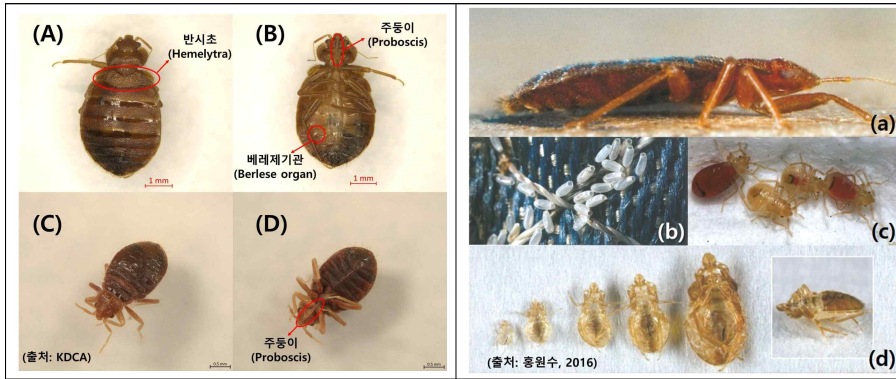 (A)
반시초
(Hemelytra)
1 mm
(B)
주둥이
(Proboscis)
베레제기관
(Berlese organ)
1 mm
(C)
(출처: KDCA)
0.5 mm
(D)
주둥이
(Proboscis)
0.5 mm
(a)
(b)
(c)
(출처: 홍원수, 2016)
(d)